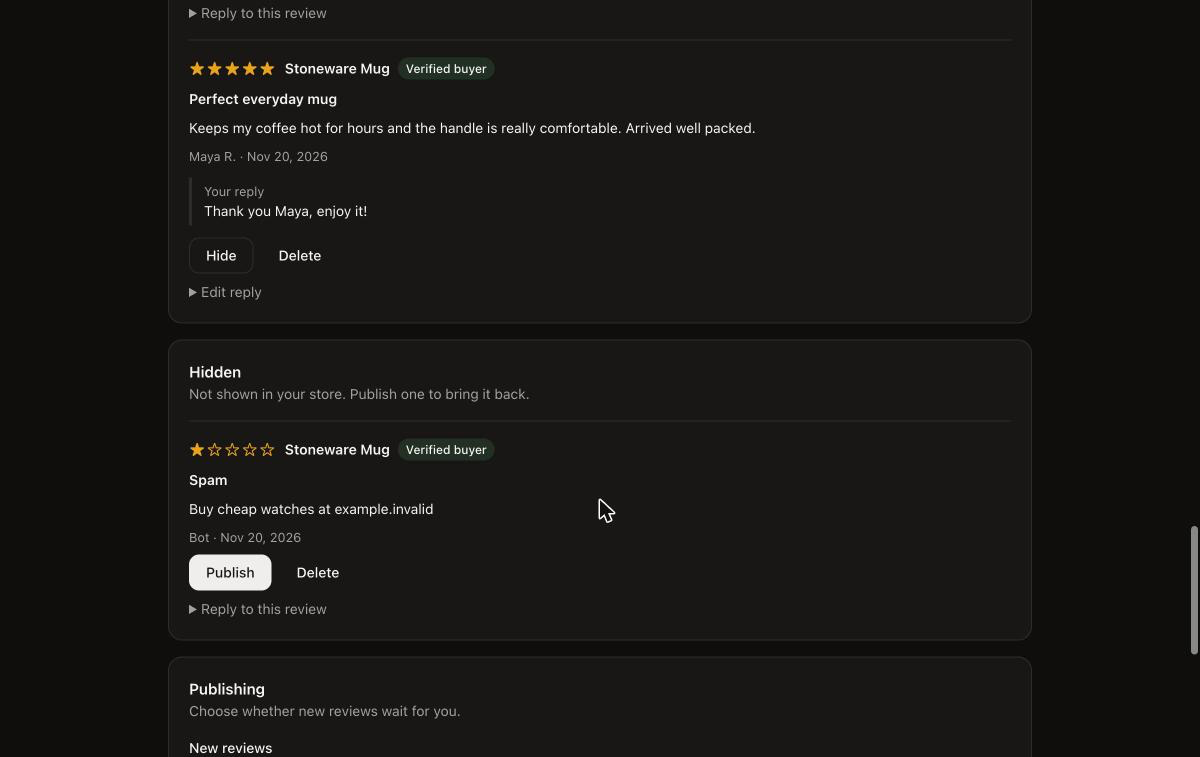 ▶ Reply to this review
★★★★★ Stoneware Mug Verified buyer
Perfect everyday mug
Keeps my coffee hot for hours and the handle is really comfortable. Arrived well packed.
Maya R. · Nov 20, 2026
Your reply
Thank you Maya, enjoy it!
Hide Delete
▶ Edit reply
Hidden
Not shown in your store. Publish one to bring it back.
★☆☆☆☆ Stoneware Mug Verified buyer
Spam
Buy cheap watches at example.invalid
Bot · Nov 20, 2026
Publish Delete
▶ Reply to this review
Publishing
Choose whether new reviews wait for you.
New reviews